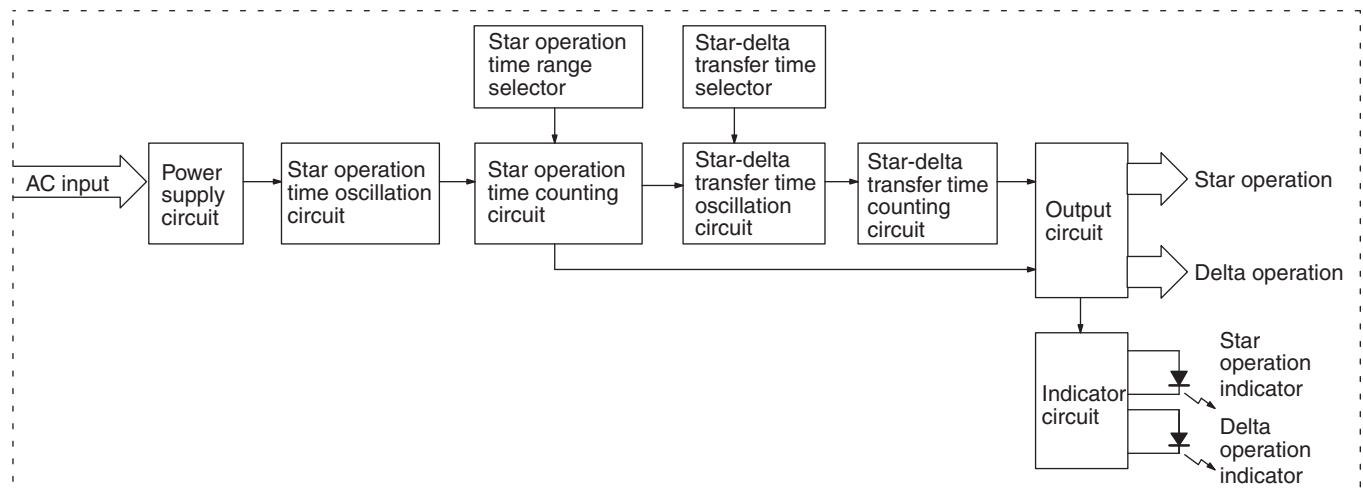 Star operation
time range
selector
Star-delta
transfer time
selector
AC input
Power
supply
circuit
Star operation
time oscillation
circuit
Star operation
time counting
circuit
Star-delta
transfer time
oscillation circuit
Star-delta
transfer time
counting
circuit
Output
circuit
Star operation
Delta operation
Indicator
circuit
Star
operation
indicator
Delta
operation
indicator